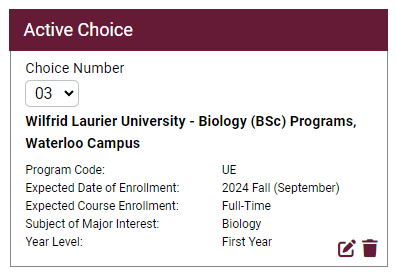 Active Choice
Choice Number
03
Wilfrid Laurier University - Biology (BSc) Programs,
Waterloo Campus
Program Code: UE
Expected Date of Enrollment: 2024 Fall (September)
Expected Course Enrollment: Full-Time
Subject of Major Interest: Biology
Year Level: First Year